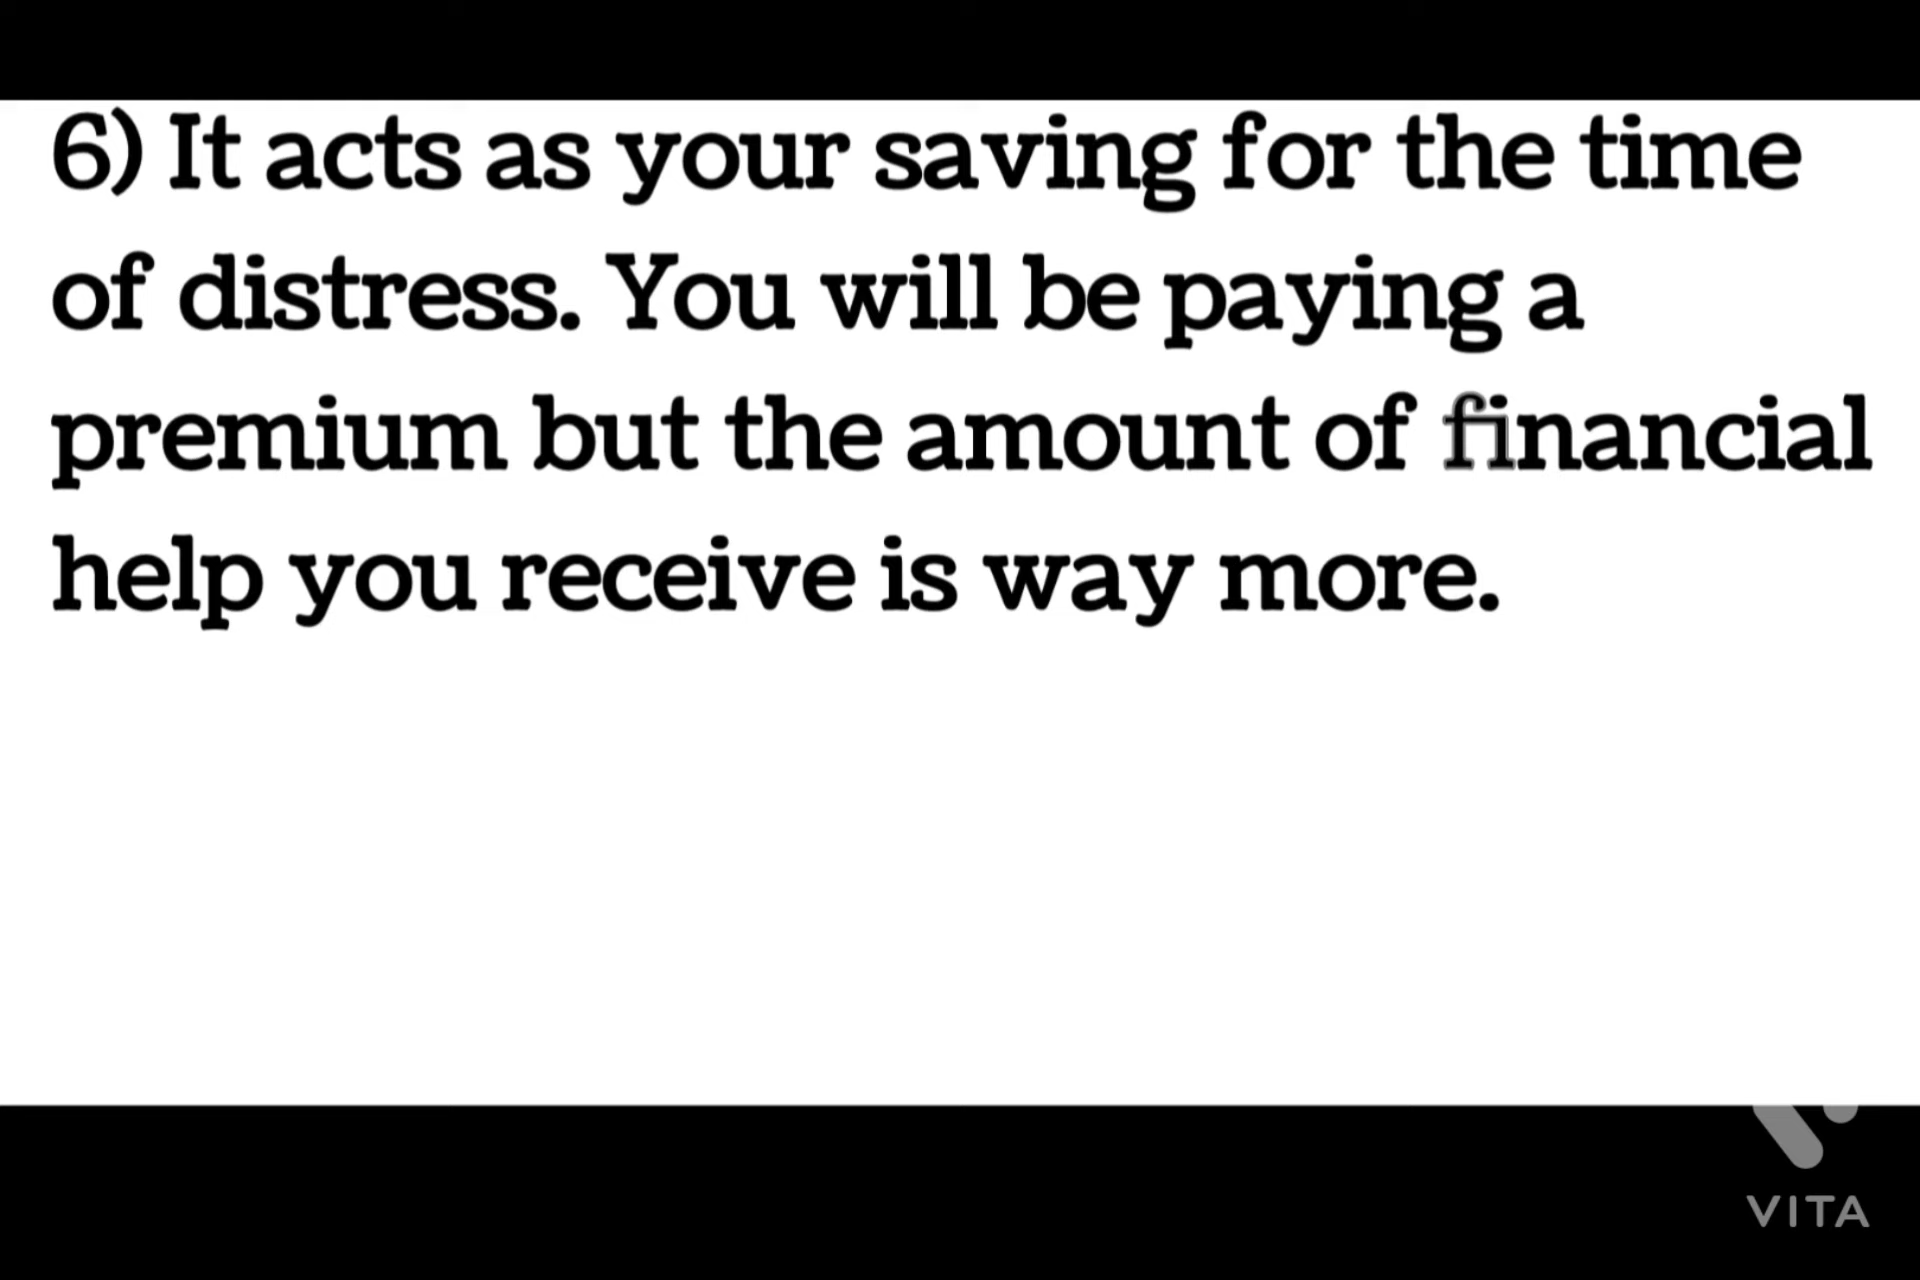 6) It acts as your saving for the time
of distress. You will be paying a
premium but the amount of financial
help you receive is way more.
VITA